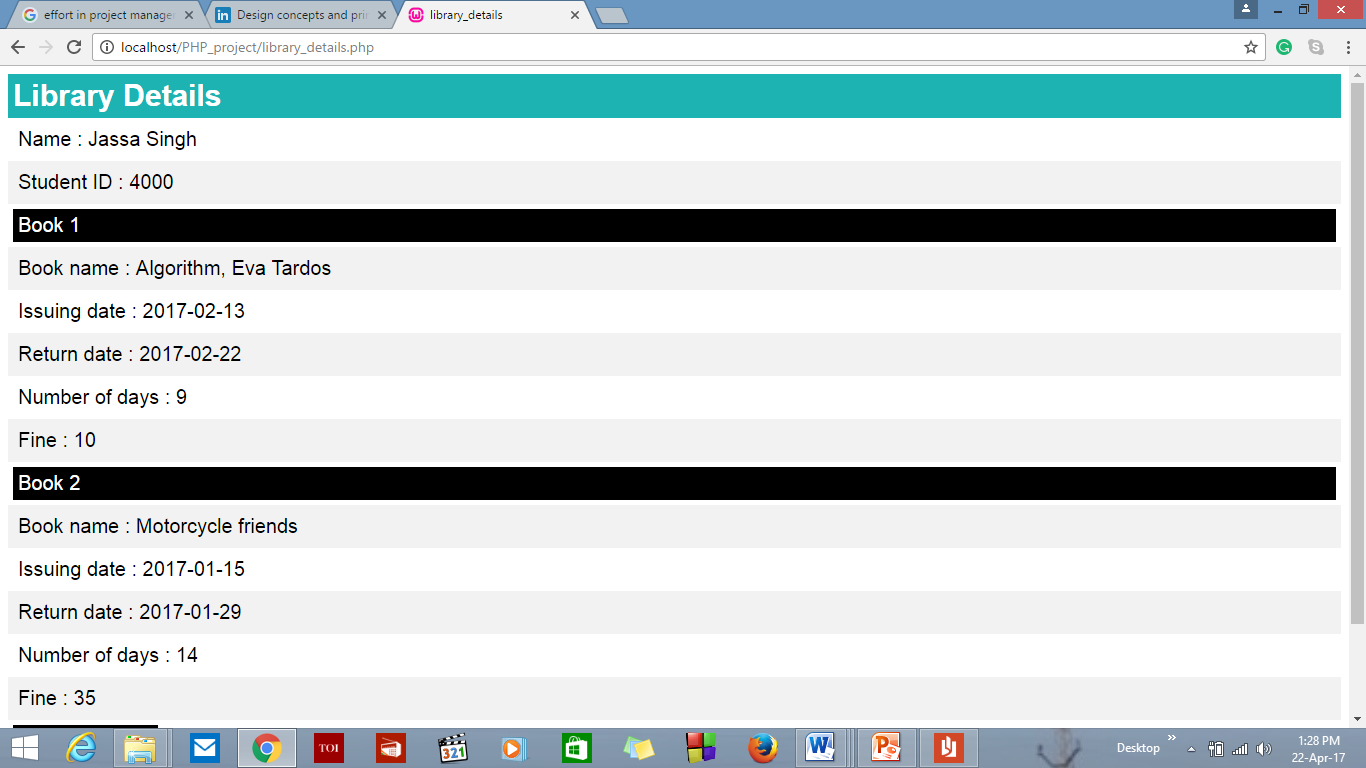 effort in project manager
Design concepts and prin
library_details
localhost/PHP_project/library_details.php
Library Details
Name : Jassa Singh
Student ID : 4000
Book 1
Book name : Algorithm, Eva Tardos
Issuing date : 2017-02-13
Return date : 2017-02-22
Number of days : 9
Fine : 10
Book 2
Book name : Motorcycle friends
Issuing date : 2017-01-15
Return date : 2017-01-29
Number of days : 14
Fine : 35
TOI
321
Desktop
1:28 PM
22-Apr-17